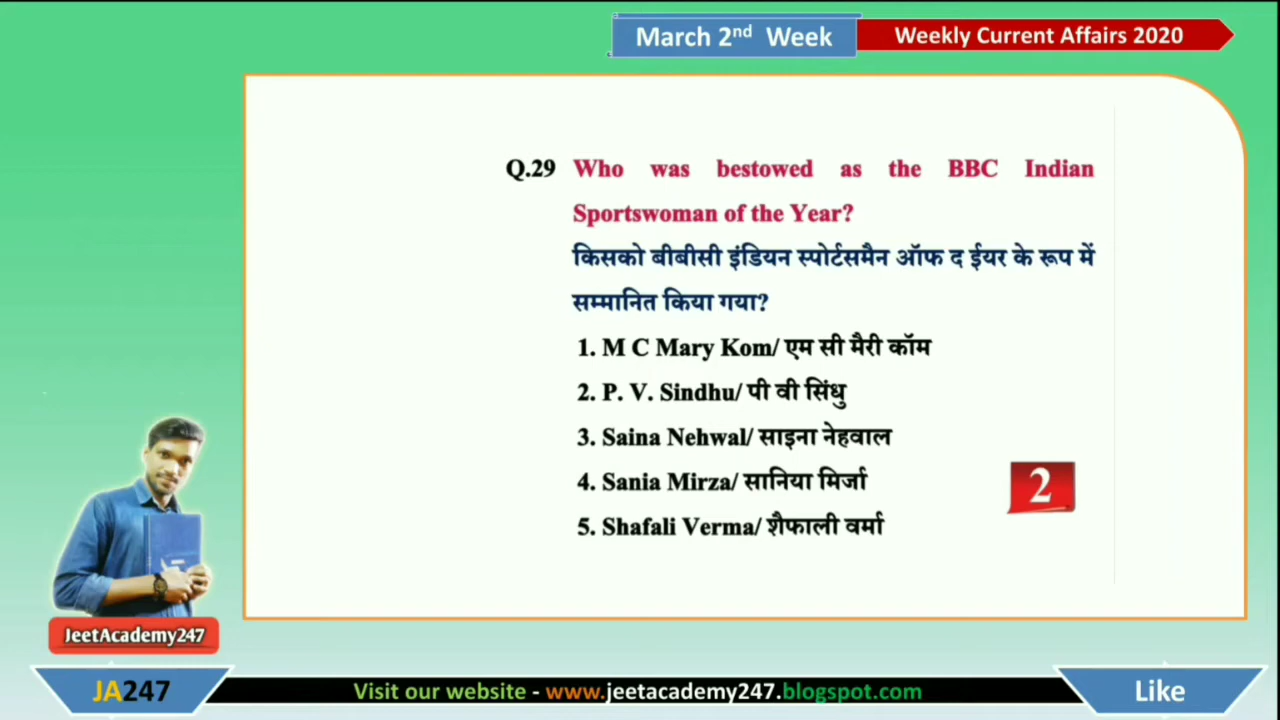 March 2nd Week
Weekly Current Affairs 2020
Q.29 Who was bestowed as the BBC Indian
Sportswoman of the Year?
किसको बीबीसी इंडियन स्पोर्टसमैन ऑफ द ईयर के रूप में
सम्मानित किया गया?
1. M C Mary Kom/ एम सी मैरी कॉम
2. P. V. Sindhu/ पी वी सिंधु
3. Saina Nehwal/ साइना नेहवाल
4. Sania Mirza/ सानिया मिर्जा
2
5. Shafali Verma/ शैफाली वर्मा
JeetAcademy247
JA247
Visit our website - www.jeetacademy247.blogspot.com
Like